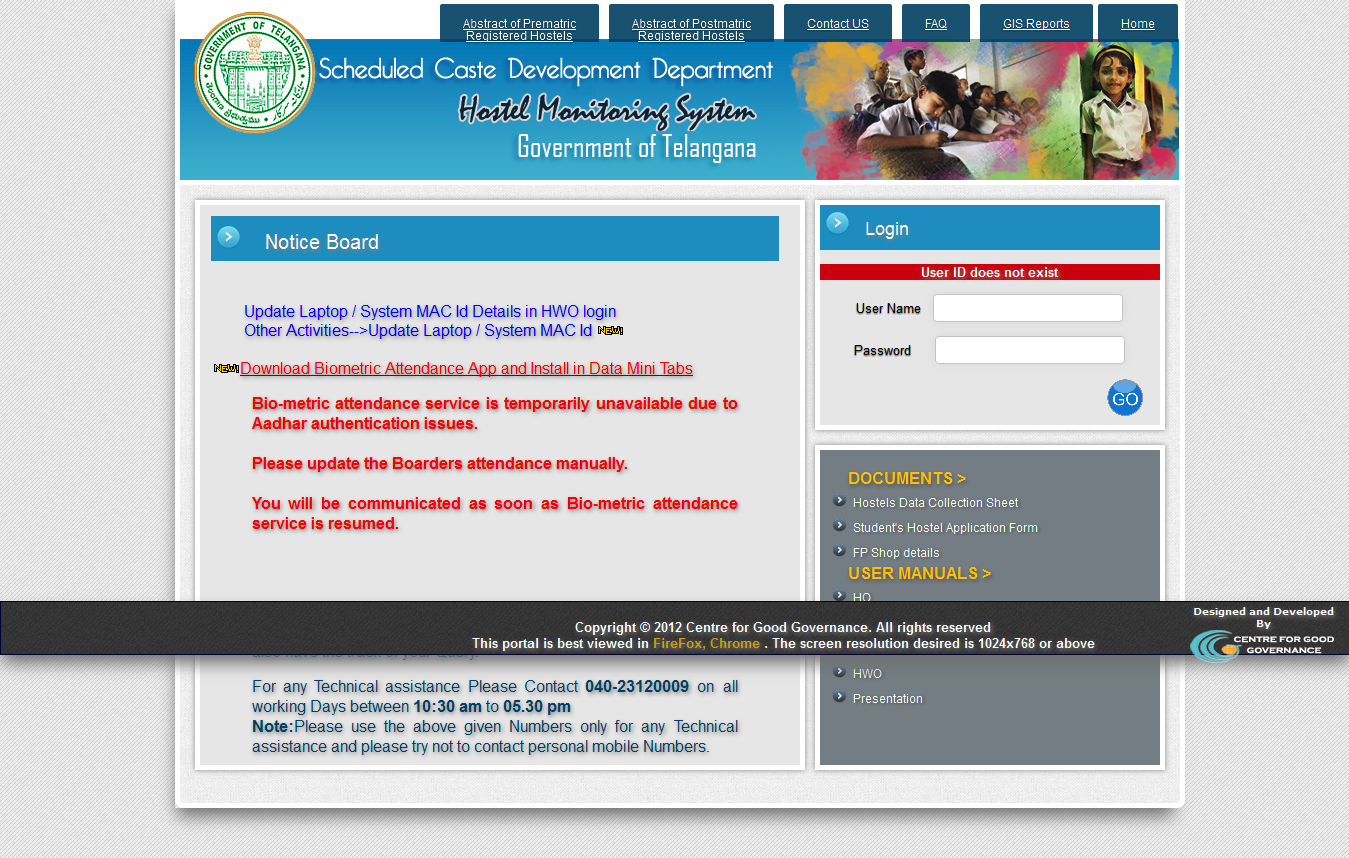 Abstract of Prematric
Registered Hostels
Abstract of Postmatric
Registered Hostels
Contact US
FAQ
GIS Reports
Home
GOVERNMENT OF TELANGANA
Scheduled Caste Development Department
Hostel Monitoring System
Government of Telangana
Notice Board
Update Laptop / System MAC Id Details in HWO login
Other Activities-->Update Laptop / System MAC Id NEW!
NEW! Download Biometric Attendance App and Install in Data Mini Tabs
Bio-metric attendance service is temporarily unavailable due to
Aadhar authentication issues.
Please update the Boarders attendance manually.
You will be communicated as soon as Bio-metric attendance
service is resumed.
For any Technical assistance Please Contact 040-23120009 on all
working Days between 10:30 am to 05.30 pm
Note:Please use the above given Numbers only for any Technical
assistance and please try not to contact personal mobile Numbers.
Login
User ID does not exist
User Name
Password
GO
DOCUMENTS >
Hostels Data Collection Sheet
Student's Hostel Application Form
FP Shop details
USER MANUALS >
HO
HWO
Presentation
Copyright © 2012 Centre for Good Governance. All rights reserved
This portal is best viewed in FireFox, Chrome . The screen resolution desired is 1024x768 or above
Designed and Developed
By
CENTRE FOR GOOD
GOVERNANCE